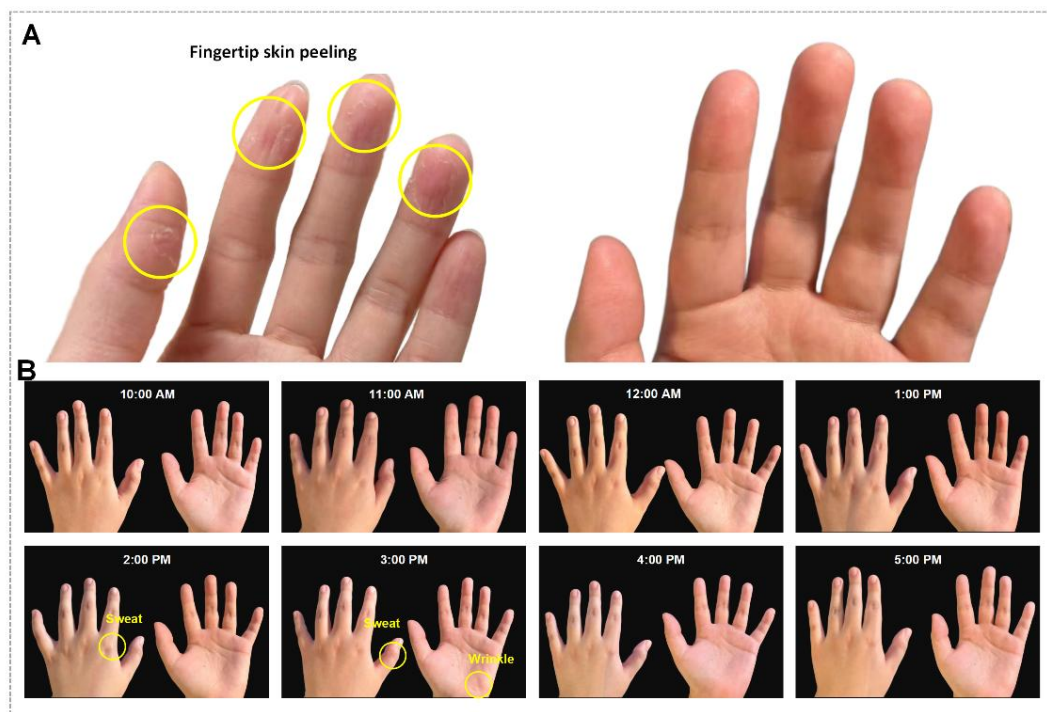 A
Fingertip skin peeling
B
10:00 AM
11:00 AM
12:00 AM
1:00 PM
2:00 PM
3:00 PM
4:00 PM
5:00 PM
Sweat
Sweat
Wrinkle